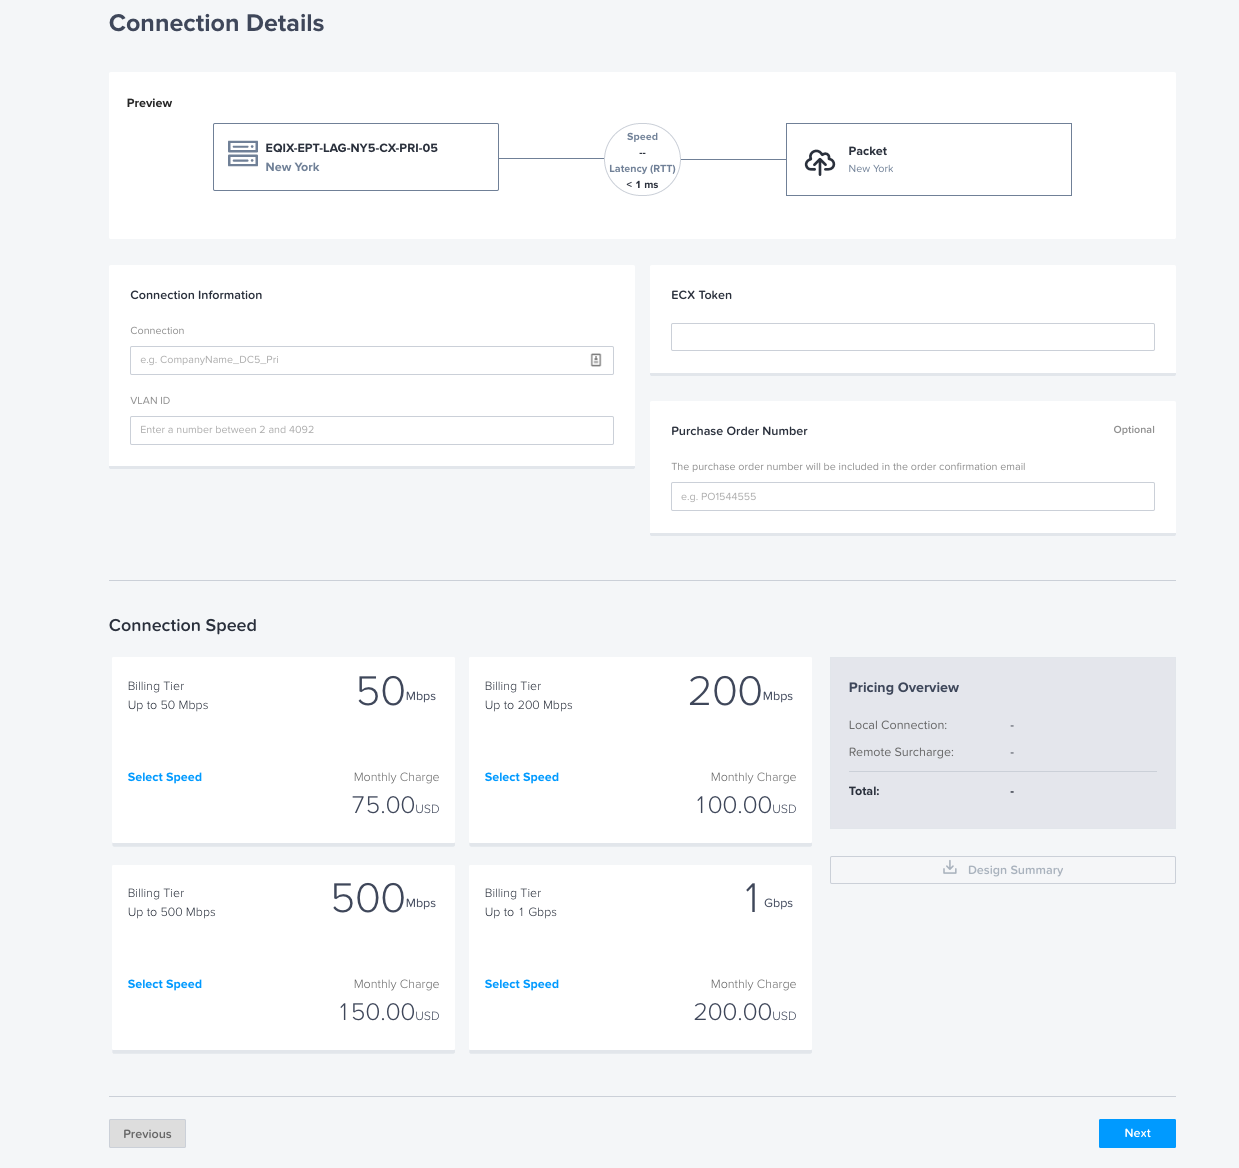 Connection Details
Preview
EQIX-EPT-LAG-NY5-CX-PRI-05
New York
Speed
--
Latency (RTT)
< 1 ms
Packet
New York
Connection Information
Connection
e.g. CompanyName_DC5_Pri
VLAN ID
Enter a number between 2 and 4092
ECX Token
Purchase Order Number
Optional
The purchase order number will be included in the order confirmation email
e.g. PO1544555
Connection Speed
Billing Tier
Up to 50 Mbps
50Mbps
Select Speed
Monthly Charge
75.00USD
Billing Tier
Up to 200 Mbps
200Mbps
Select Speed
Monthly Charge
100.00USD
Billing Tier
Up to 500 Mbps
500Mbps
Select Speed
Monthly Charge
150.00USD
Billing Tier
Up to 1 Gbps
1 Gbps
Select Speed
Monthly Charge
200.00USD
Pricing Overview
Local Connection: -
Remote Surcharge: -
Total: -
Design Summary
Previous
Next